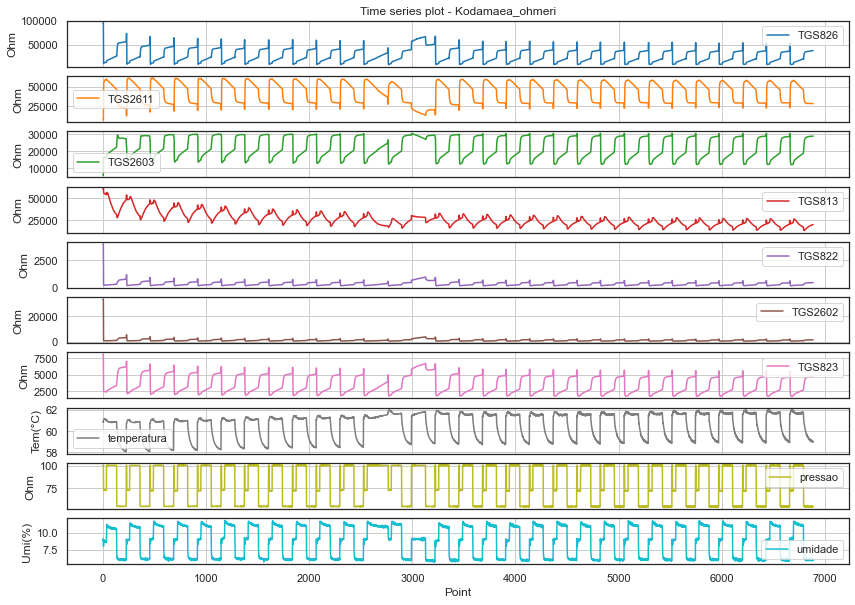 Time series plot - Kodamaea_ohmeri
100000
50000
Ohm
TGS826
50000
25000
Ohm
TGS2611
30000
20000
10000
Ohm
TGS2603
50000
25000
Ohm
TGS813
2500
0
Ohm
TGS822
20000
0
Ohm
TGS2602
7500
5000
2500
Ohm
TGS823
62
60
58
Tem(°C)
temperatura
100
75
Ohm
pressao
10.0
7.5
Umi(%)
umidade
0 1000 2000 3000 4000 5000 6000 7000
Point